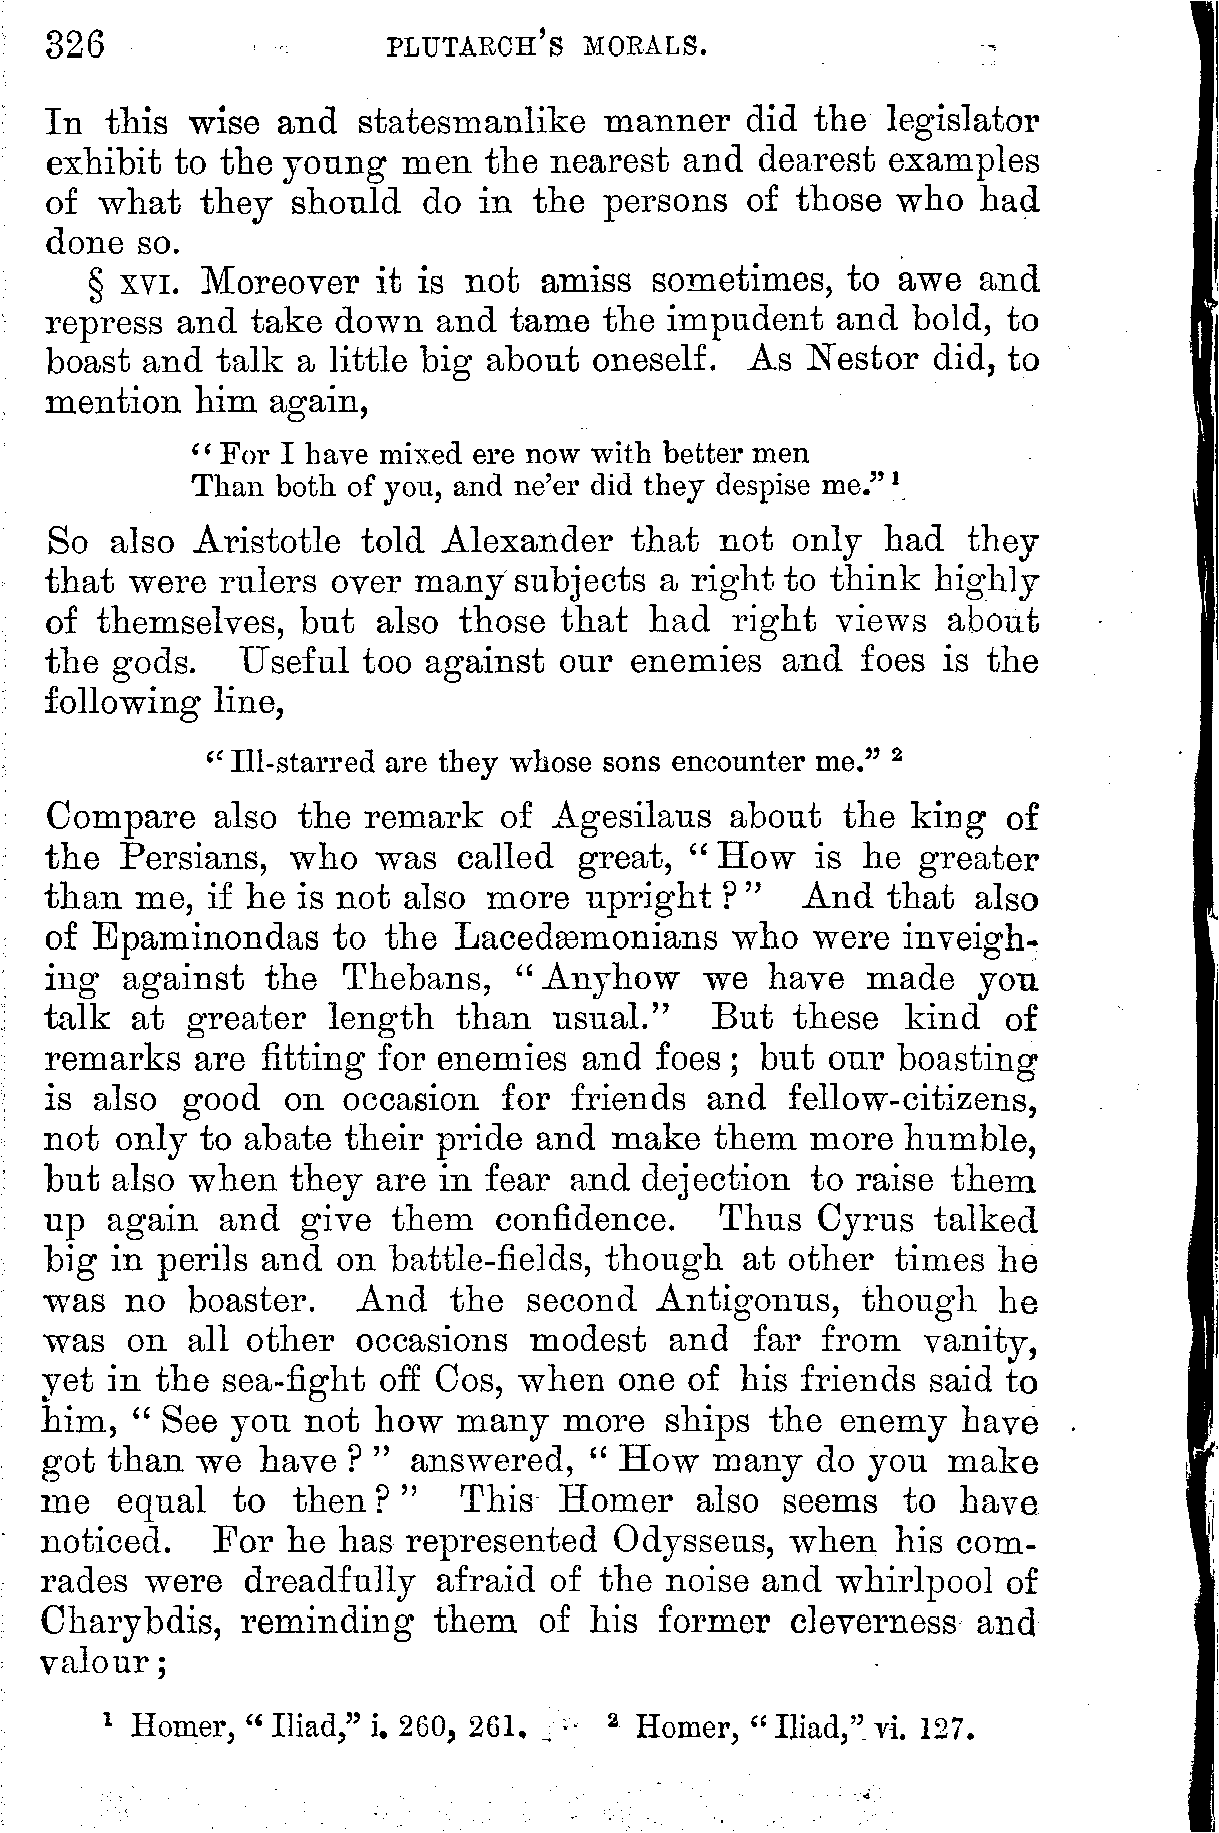 326 PLUTARCH'S MORALS.
In this wise and statesmanlike manner did the legislator
exhibit to the young men the nearest and dearest examples
of what they should do in the persons of those who had
done so.
§ XVI. Moreover it is not amiss sometimes, to awe and
repress and take down and tame the impudent and bold, to
boast and talk a little big about oneself. As Nestor did, to
mention him again,
“For I have mixed ere now with better men
Than both of you, and ne'er did they despise me.” ¹
So also Aristotle told Alexander that not only had they
that were rulers over many subjects a right to think highly
of themselves, but also those that had right views about
the gods. Useful too against our enemies and foes is the
following line,
“Ill-starred are they whose sons encounter me.” ²
Compare also the remark of Agesilaus about the king of
the Persians, who was called great, “How is he greater
than me, if he is not also more upright?” And that also
of Epaminondas to the Lacedæmonians who were inveigh-
ing against the Thebans, “Anyhow we have made you
talk at greater length than usual.” But these kind of
remarks are fitting for enemies and foes; but our boasting
is also good on occasion for friends and fellow-citizens,
not only to abate their pride and make them more humble,
but also when they are in fear and dejection to raise them
up again and give them confidence. Thus Cyrus talked
big in perils and on battle-fields, though at other times he
was no boaster. And the second Antigonus, though he
was on all other occasions modest and far from vanity,
yet in the sea-fight off Cos, when one of his friends said to
him, “See you not how many more ships the enemy have
got than we have?” answered, “How many do you make
me equal to then?” This Homer also seems to have
noticed. For he has represented Odysseus, when his com-
rades were dreadfully afraid of the noise and whirlpool of
Charybdis, reminding them of his former cleverness and
valour;
¹ Homer, “Iliad,” i. 260, 261. ² Homer, “Iliad,” vi. 127.